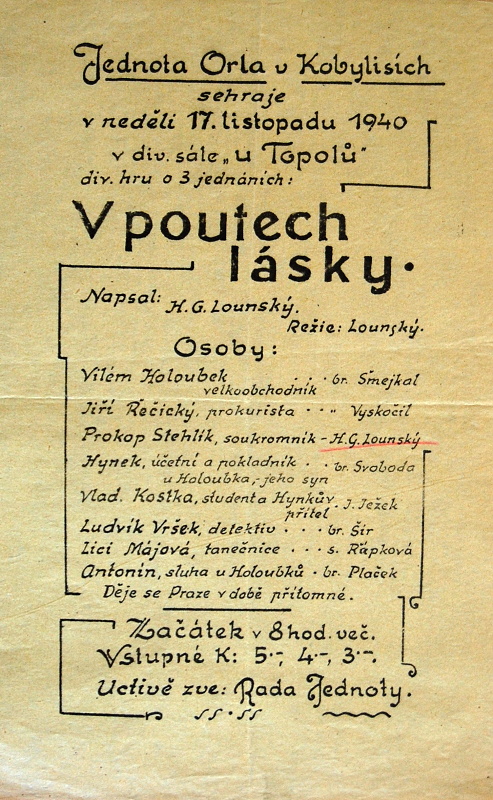 Jednota Orla v Kobylisích
sehraje
v neděli 17. listopadu 1940
v div. sále „u Topolů"
div. hru o 3 jednáních:
V poutech
lásky.
Napsal: H. G. Lounský.
Režie: Lounský.
Osoby:
Vilém Holoubek . . . br. Smejkal
velkoobchodník
Jiří Řečický, prokurista . . „ Vyskočil
Prokop Stehlík, soukromník - H.G. Lounský
Hynek, účetní a pokladník . . br. Svoboda
u Holoubka, jeho syn
Vlad. Kostka, student a Hynkův . J. Ježek
přítel
Ludvík Vršek, detektiv . . . br. Šír
Lici Májová, tanečnice . . . s. Řápková
Antonín, sluha u Holoubků . br. Plaček
Děje se Praze v době přítomné.
Začátek v 8 hod. več.
Vstupné K: 5.-, 4.-, 3.-.
Uctivě zve: Rada Jednoty.